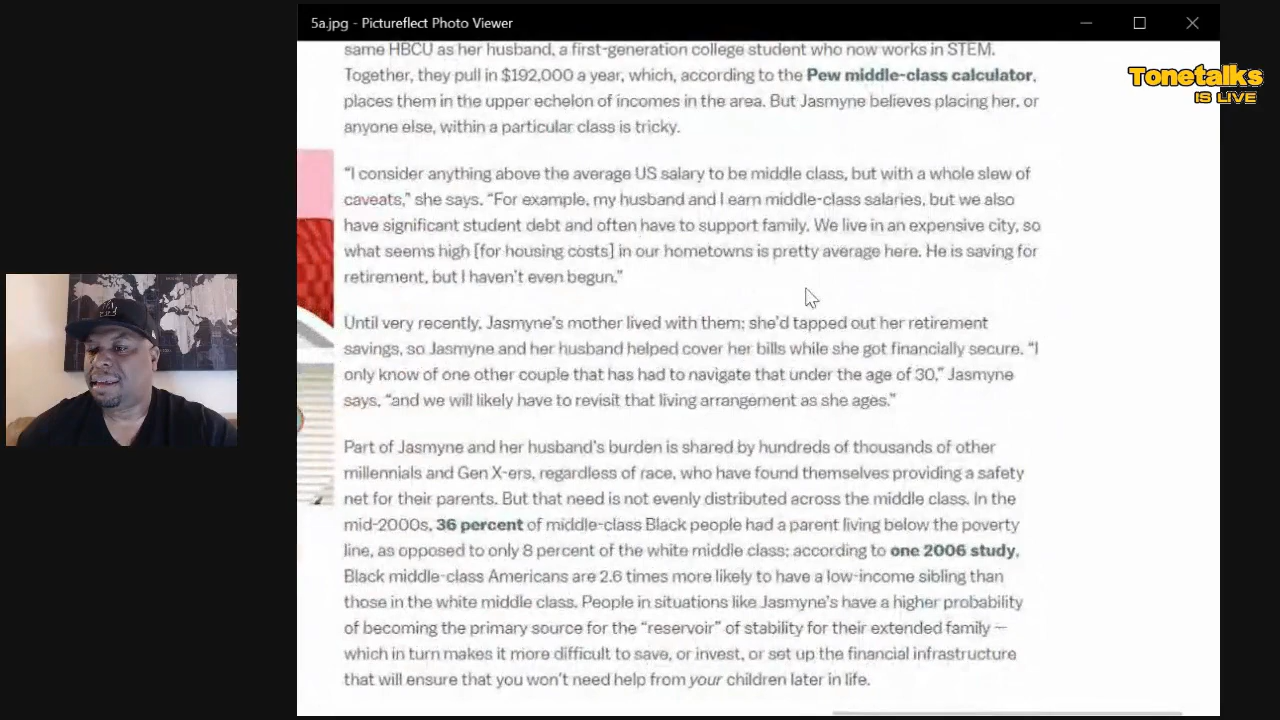 5a.jpg - Pictureflect Photo Viewer
Tonetalks
IS LIVE
same HBCU as her husband, a first-generation college student who now works in STEM.
Together, they pull in $192,000 a year, which, according to the Pew middle-class calculator,
places them in the upper echelon of incomes in the area. But Jasmyne believes placing her, or
anyone else, within a particular class is tricky.
“I consider anything above the average US salary to be middle class, but with a whole slew of
caveats,” she says. “For example, my husband and I earn middle-class salaries, but we also
have significant student debt and often have to support family. We live in an expensive city, so
what seems high [for housing costs] in our hometowns is pretty average here. He is saving for
retirement, but I haven’t even begun.”
Until very recently, Jasmyne’s mother lived with them; she’d tapped out her retirement
savings, so Jasmyne and her husband helped cover her bills while she got financially secure. “I
only know of one other couple that has had to navigate that under the age of 30,” Jasmyne
says, “and we will likely have to revisit that living arrangement as she ages.”
Part of Jasmyne and her husband’s burden is shared by hundreds of thousands of other
millennials and Gen X-ers, regardless of race, who have found themselves providing a safety
net for their parents. But that need is not evenly distributed across the middle class. In the
mid-2000s, 36 percent of middle-class Black people had a parent living below the poverty
line, as opposed to only 8 percent of the white middle class; according to one 2006 study,
Black middle-class Americans are 2.6 times more likely to have a low-income sibling than
those in the white middle class. People in situations like Jasmyne’s have a higher probability
of becoming the primary source for the “reservoir” of stability for their extended family —
which in turn makes it more difficult to save, or invest, or set up the financial infrastructure
that will ensure that you won’t need help from your children later in life.